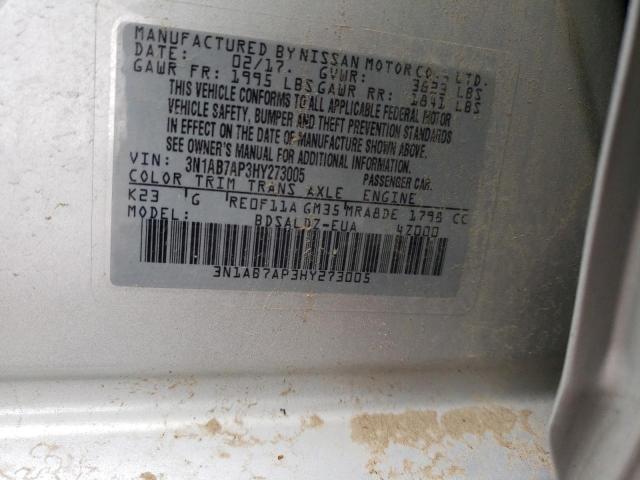 MANUFACTURED BY NISSAN MOTOR CO., LTD.
DATE: 02/17. GVWR: 3633 LBS
GAWR FR: 1995 LBS GAWR RR: 1841 LBS
THIS VEHICLE CONFORMS TO ALL APPLICABLE FEDERAL MOTOR
VEHICLE SAFETY, BUMPER AND THEFT PREVENTION STANDARDS
IN EFFECT ON THE DATE OF MANUFACTURE SHOWN ABOVE.
SEE OWNER'S MANUAL FOR ADDITIONAL INFORMATION.
VIN: 3N1AB7AP3HY273005 PASSENGER CAR.
COLOR TRIM TRANS AXLE ENGINE
K23 G RE0F11A GM35 MRA8DE 1798 CC
MODEL: BDSALDZ-EUA 4Z000
3N1AB7AP3HY273005